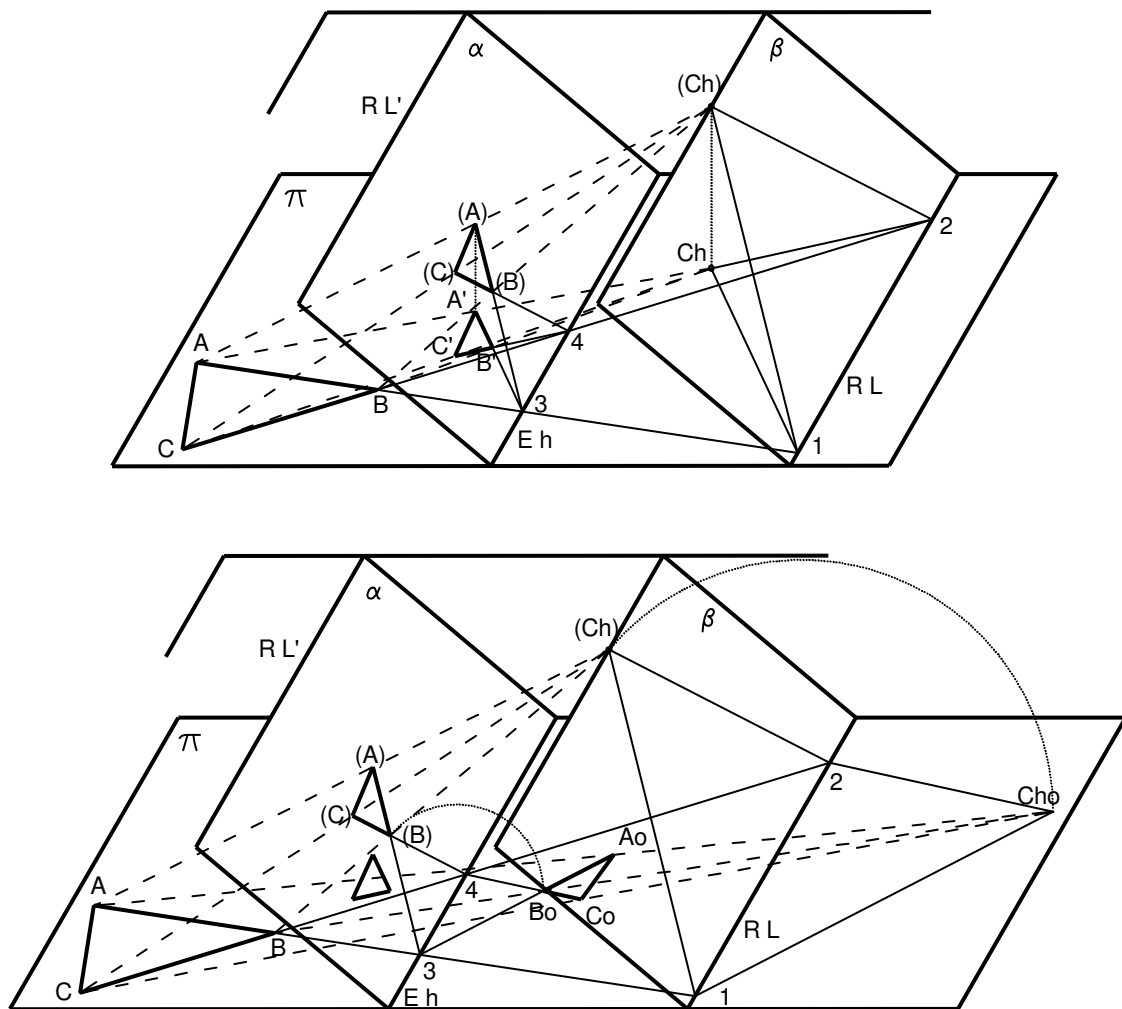 α
β
(Ch)
R L'
π
(A)
2
Ch
(C)
(B)
A'
A
C'
B'
4
R L
B
3
E h
C
1
α
(Ch)
β
R L'
π
(A)
2
Cho
(C)
(B)
Ao
A
4
Bo
Co
B
R L
3
C
E h
1